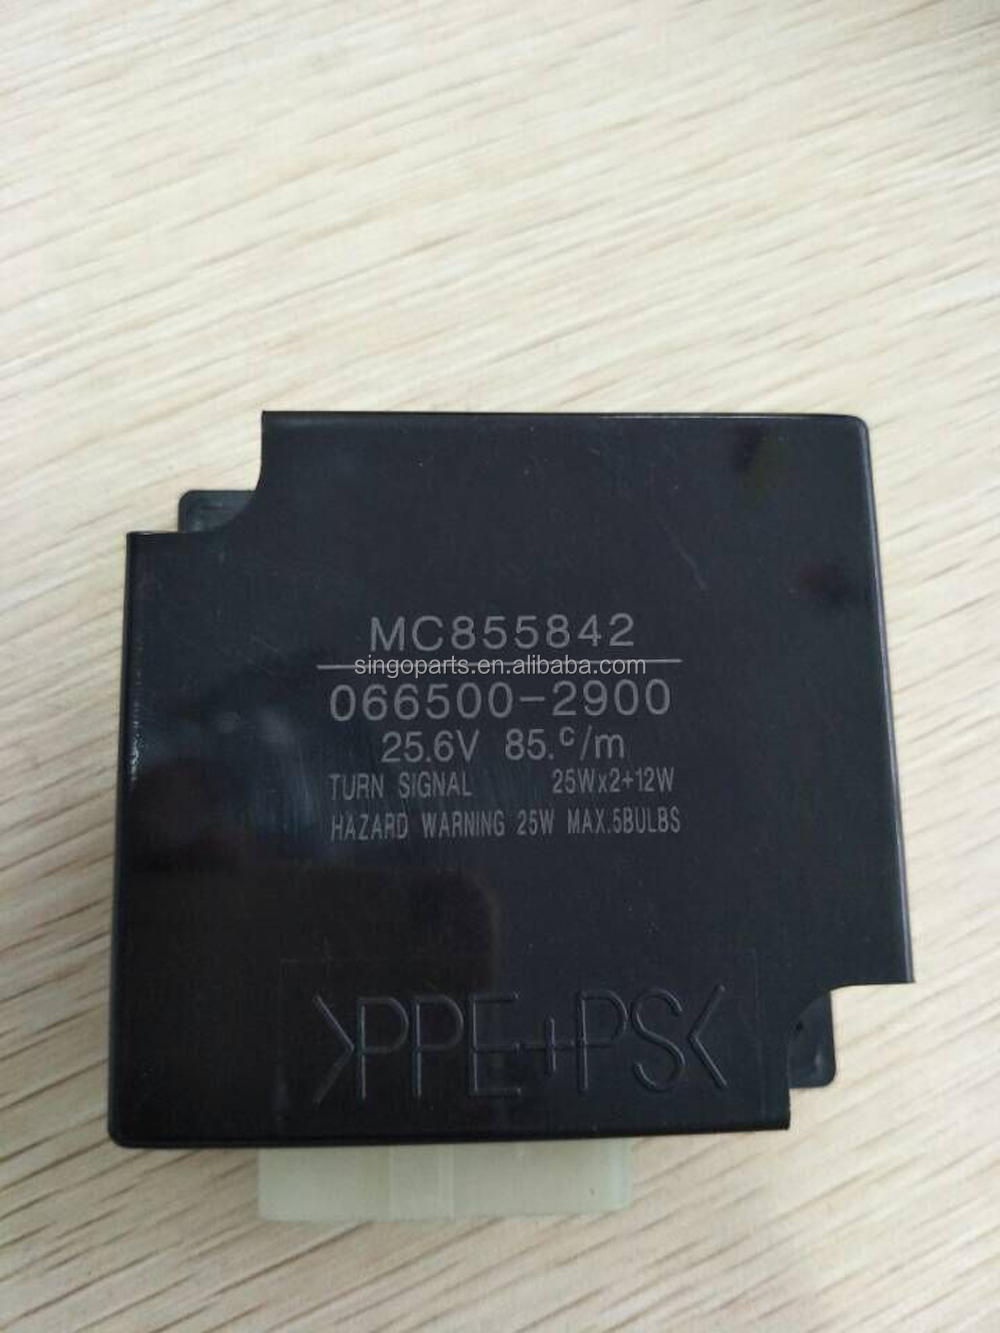 MC855842
singoparts.en.alibaba.com
066500-2900
25.6V 85.c/m
TURN SIGNAL 25Wx2+12W
HAZARD WARNING 25W MAX.5BULBS
>PPE+PS<